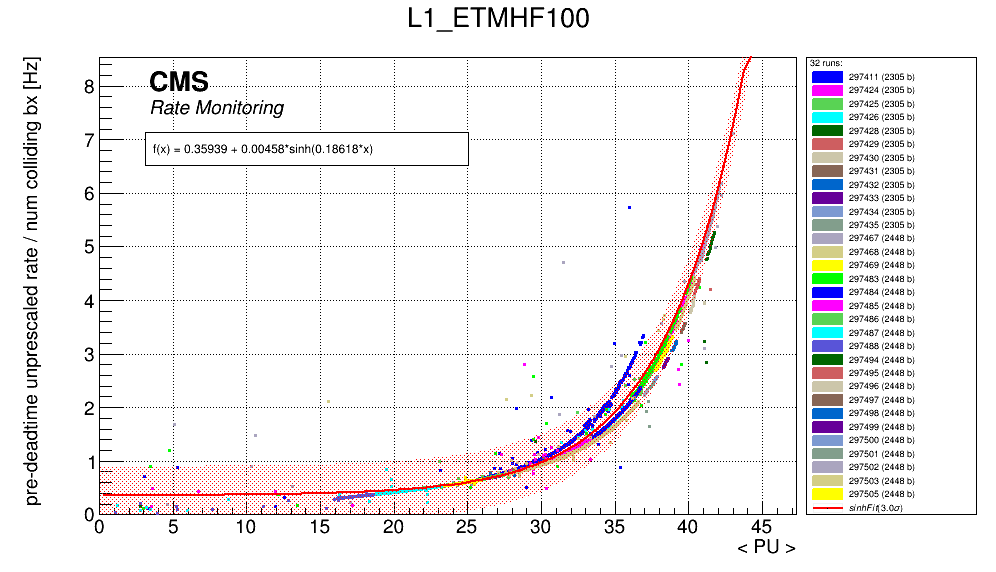 L1_ETMHF100
pre-deadtime unprescaled rate / num colliding bx [Hz]
CMS
Rate Monitoring
f(x) = 0.35939 + 0.00458*sinh(0.18618*x)
8
7
6
5
4
3
2
1
0
0 5 10 15 20 25 30 35 40 45
< PU >
32 runs:
297411 (2305 b)
297424 (2305 b)
297425 (2305 b)
297426 (2305 b)
297428 (2305 b)
297429 (2305 b)
297430 (2305 b)
297431 (2305 b)
297432 (2305 b)
297433 (2305 b)
297434 (2305 b)
297435 (2305 b)
297467 (2448 b)
297468 (2448 b)
297469 (2448 b)
297483 (2448 b)
297484 (2448 b)
297485 (2448 b)
297486 (2448 b)
297487 (2448 b)
297488 (2448 b)
297494 (2448 b)
297495 (2448 b)
297496 (2448 b)
297497 (2448 b)
297498 (2448 b)
297499 (2448 b)
297500 (2448 b)
297501 (2448 b)
297502 (2448 b)
297503 (2448 b)
297505 (2448 b)
sinhFit(3.0σ)